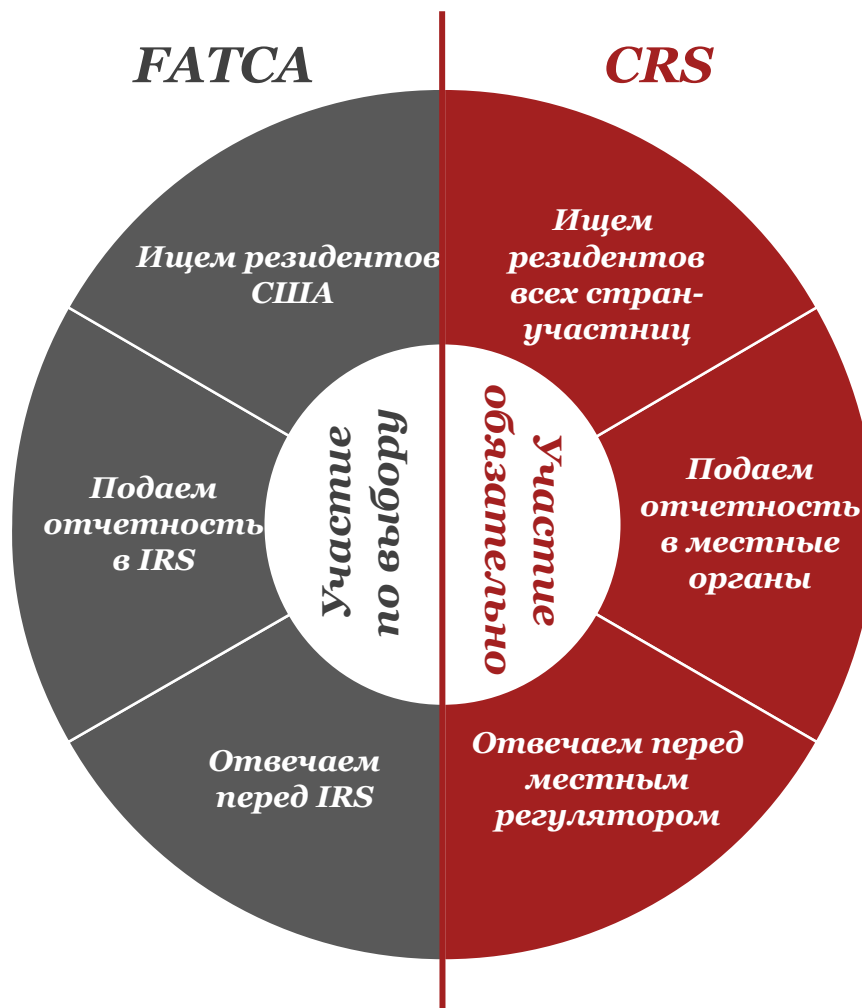 FATCA
CRS
Ищем резидентов
США
Подаем
отчетность
в IRS
Отвечаем
перед IRS
Участие
по выбору
Участие
обязательно
Ищем
резидентов
всех стран-
участниц
Подаем
отчетность
в местные
органы
Отвечаем перед
местным
регулятором